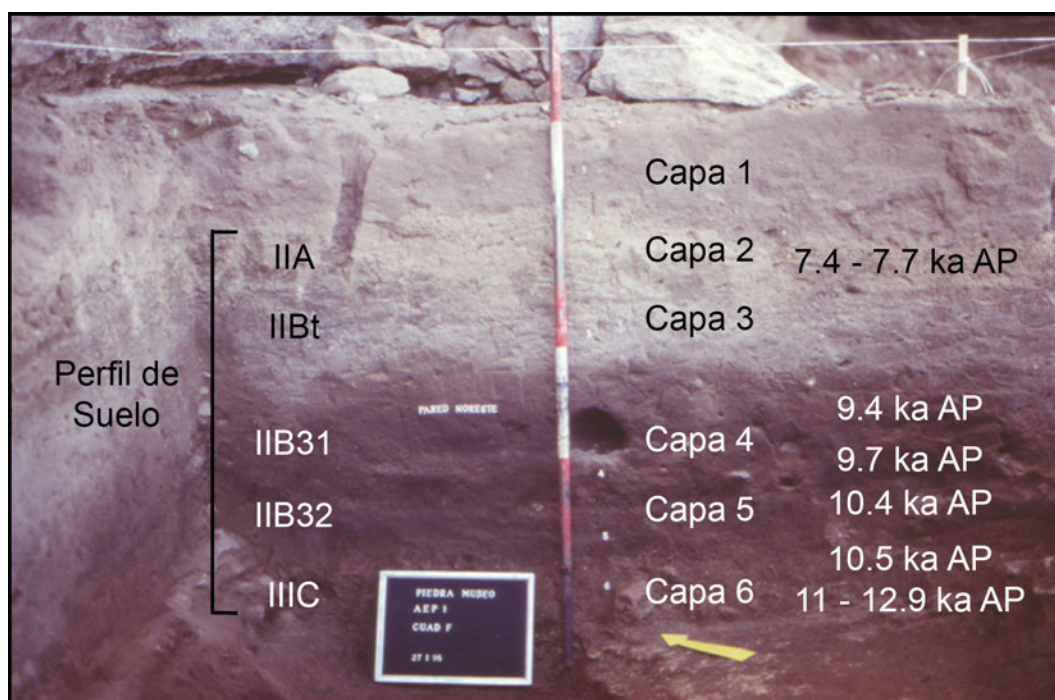 Capa 1
IIA
Capa 2
7.4 - 7.7 ka AP
IIBt
Capa 3
Perfil de
Suelo
PARED NORESTE
9.4 ka AP
IIB31
Capa 4
9.7 ka AP
4
IIB32
Capa 5
10.4 ka AP
5
10.5 ka AP
IIIC
6
Capa 6
11 - 12.9 ka AP
PIEDRA MUSEO
AEP 1
CUAD F
27 1 95